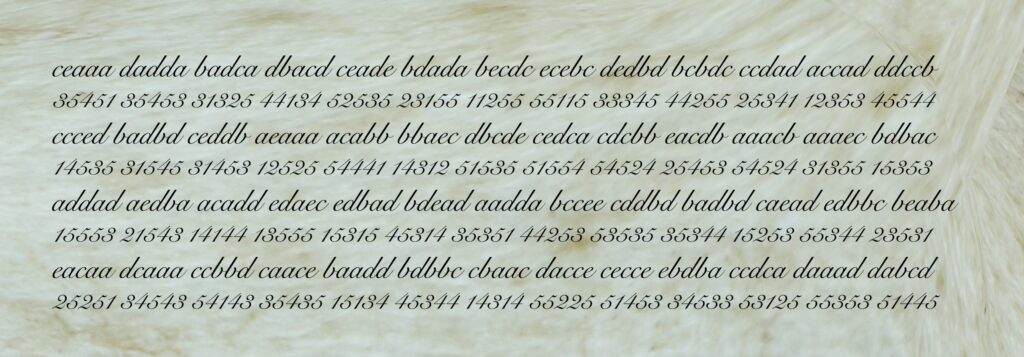 ceaaa dadda badca dbacd ceade bdada becdc ecebc dedbd bcbdc ccdad accad ddccb
35451 35453 31325 44134 52535 23155 11255 55115 33345 44255 25341 12353 45544
ccced badbd ceddb aeaaa acabb bbaec dbcde cedca cdcbb eacdb aaacb aaaec bdbac
14535 31545 31453 12525 54441 14312 51535 51554 54524 25453 54524 31355 15353
addad aedba acadd edaec edbad bdead aadda bccee cddbd badbd caead edbbc beaba
15553 21543 14144 13555 15315 45314 35351 44253 53535 35344 15253 55344 23531
eacaa dcaaa ccbbd caace baadd bdbbc cbaac dacce cecce ebdba ccdca daaad dabcd
25251 34543 54143 35435 15134 45344 14314 55225 51453 34533 53125 55353 51445